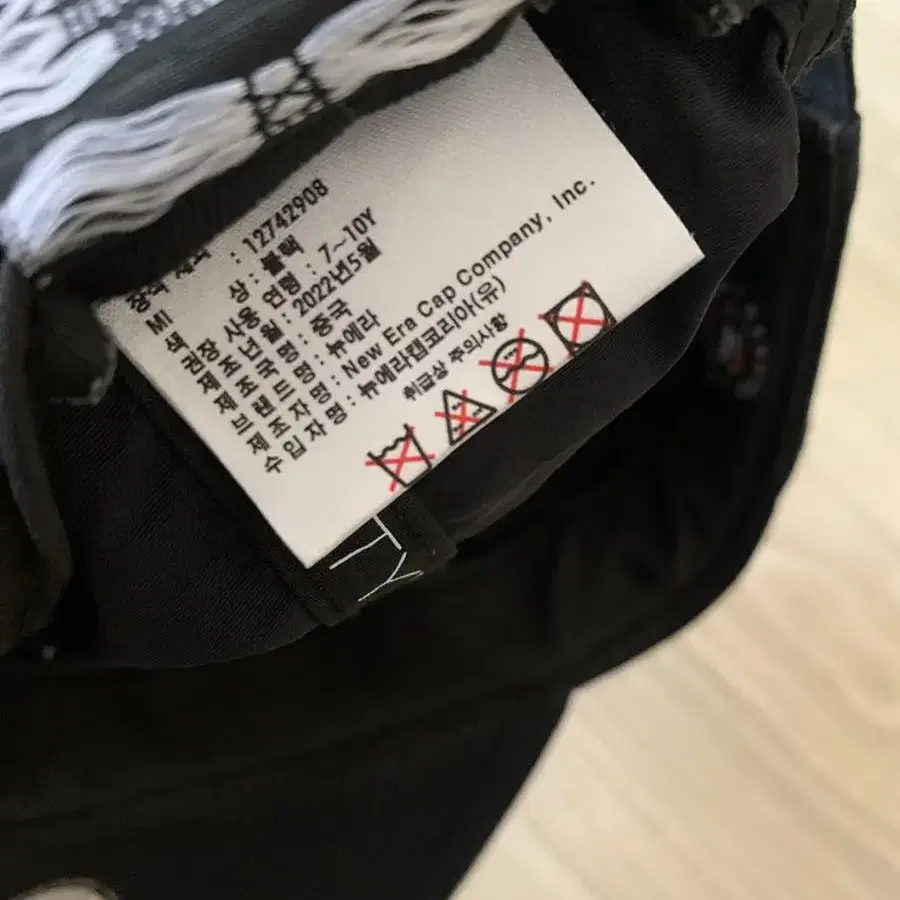 MI : 12742908
색 상 : 블랙
권장 사용 연령 : 7~10Y
제조년월 : 2022년5월
제조국명 : 중국
브랜드명 : 뉴에라
제조자명 : New Era Cap Company, Inc.
수입자명 : 뉴에라캡코리아(유)
취급상 주의사항
TY